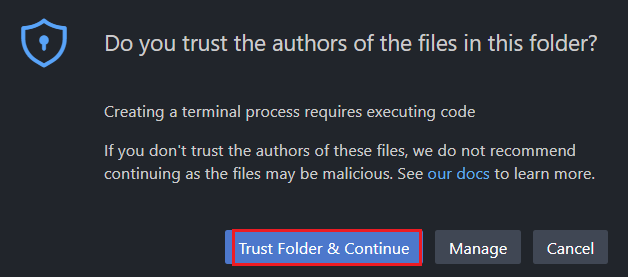 Do you trust the authors of the files in this folder?
Creating a terminal process requires executing code
If you don't trust the authors of these files, we do not recommend
continuing as the files may be malicious. See our docs to learn more.
Trust Folder & Continue
Manage
Cancel